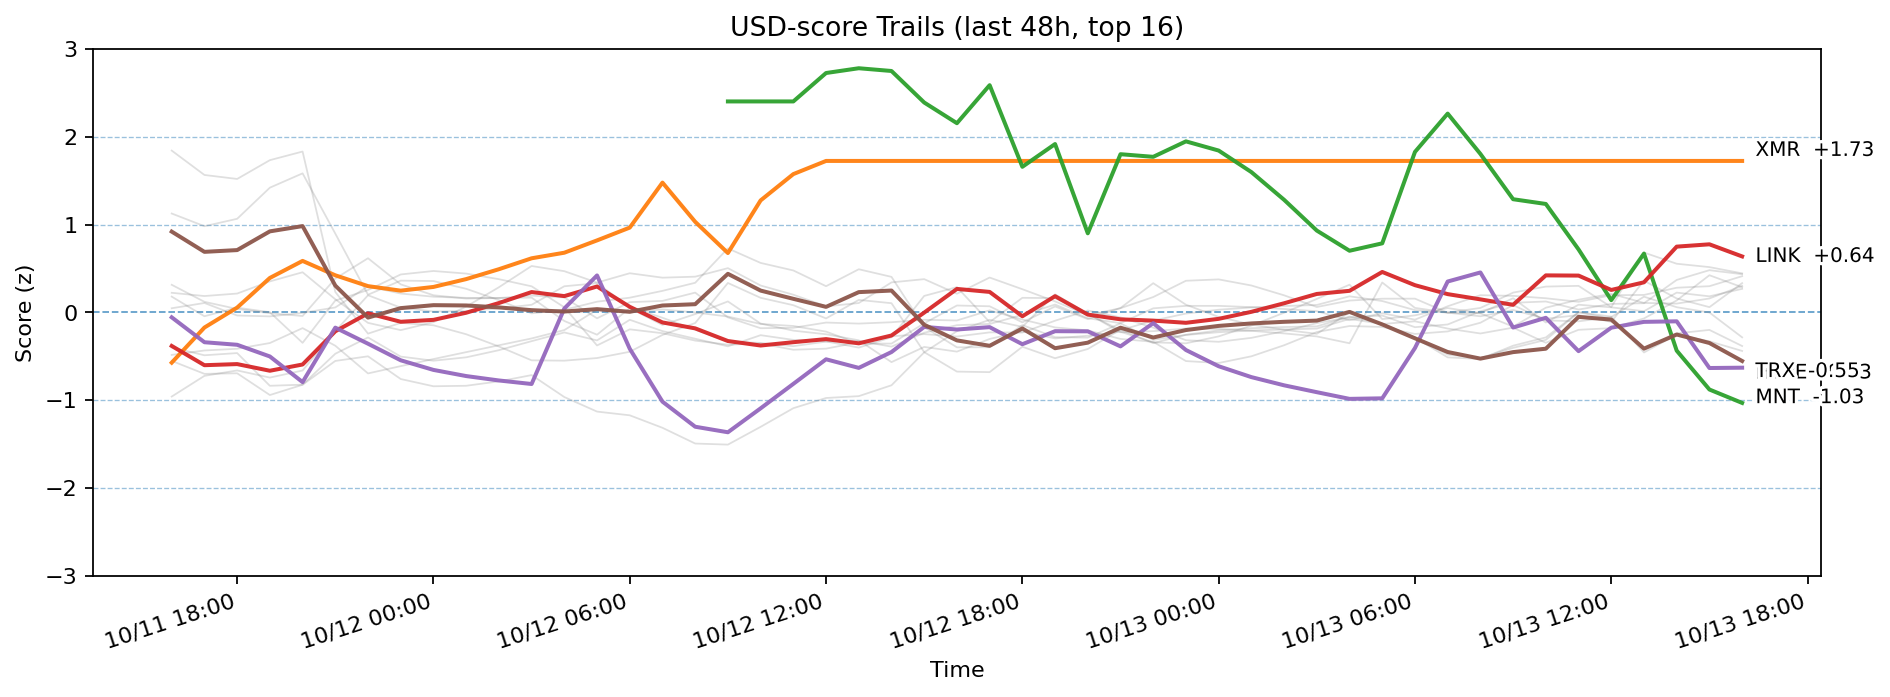 USD-score Trails (last 48h, top 16)
3
2
1
0
−1
−2
−3
Score (z)
XMR +1.73
LINK +0.64
MNT -1.03
10/11 18:00
10/12 00:00
10/12 06:00
10/12 12:00
10/12 18:00
10/13 00:00
10/13 06:00
10/13 12:00
10/13 18:00
Time